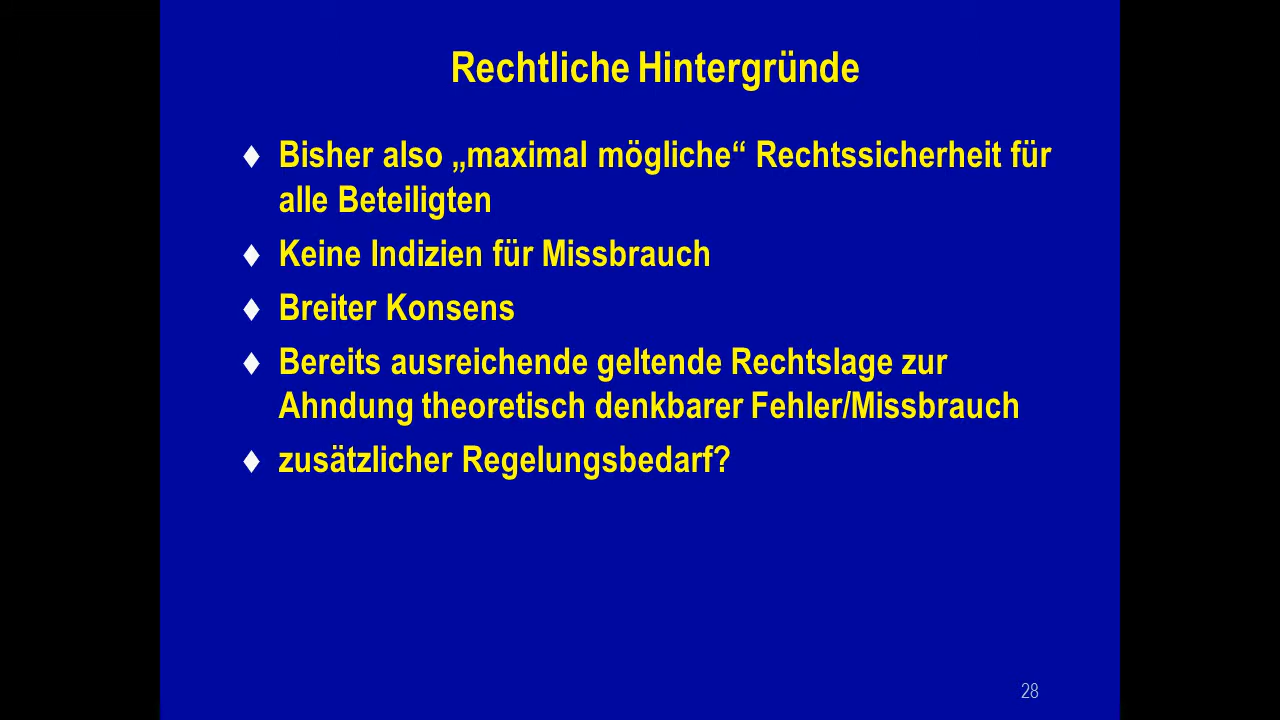 Rechtliche Hintergründe
♦ Bisher also „maximal mögliche“ Rechtssicherheit für
alle Beteiligten
♦ Keine Indizien für Missbrauch
♦ Breiter Konsens
♦ Bereits ausreichende geltende Rechtslage zur
Ahndung theoretisch denkbarer Fehler/Missbrauch
♦ zusätzlicher Regelungsbedarf?
28